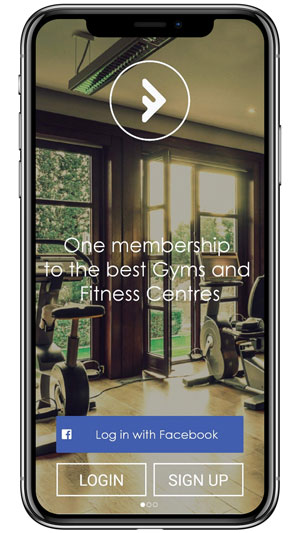 One membership
to the best Gyms and
Fitness Centres
Log in with Facebook
LOGIN
SIGN UP